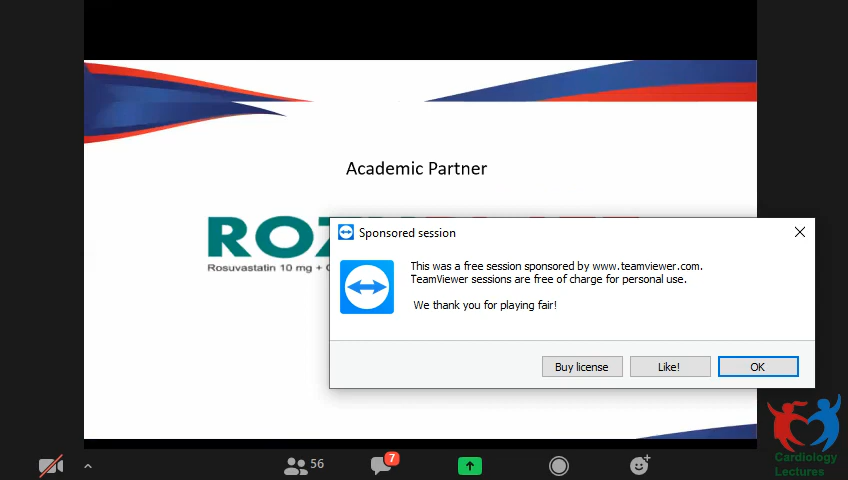 Academic Partner
Rosuvastatin 10 mg +
Sponsored session
This was a free session sponsored by www.teamviewer.com.
TeamViewer sessions are free of charge for personal use.
We thank you for playing fair!
Buy license
Like!
OK
56
7
Cardiology
Lectures